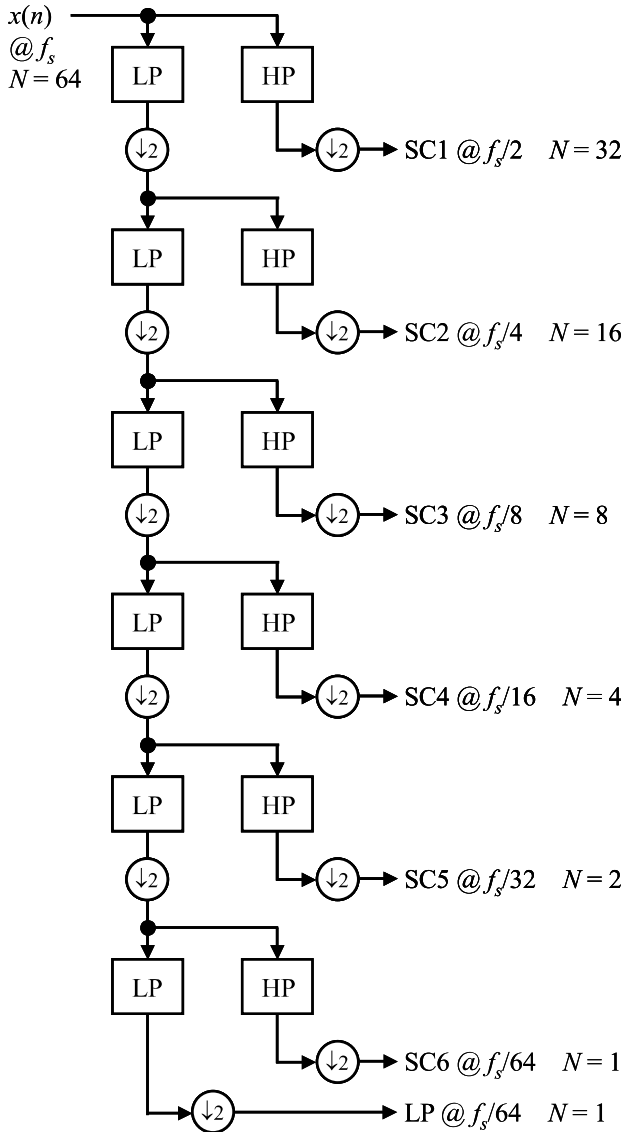 x(n)
@ fs
N = 64
LP HP
↓2 ↓2 SC1 @ fs/2 N = 32
LP HP
↓2 ↓2 SC2 @ fs/4 N = 16
LP HP
↓2 ↓2 SC3 @ fs/8 N = 8
LP HP
↓2 ↓2 SC4 @ fs/16 N = 4
LP HP
↓2 ↓2 SC5 @ fs/32 N = 2
LP HP
↓2 SC6 @ fs/64 N = 1
↓2 LP @ fs/64 N = 1